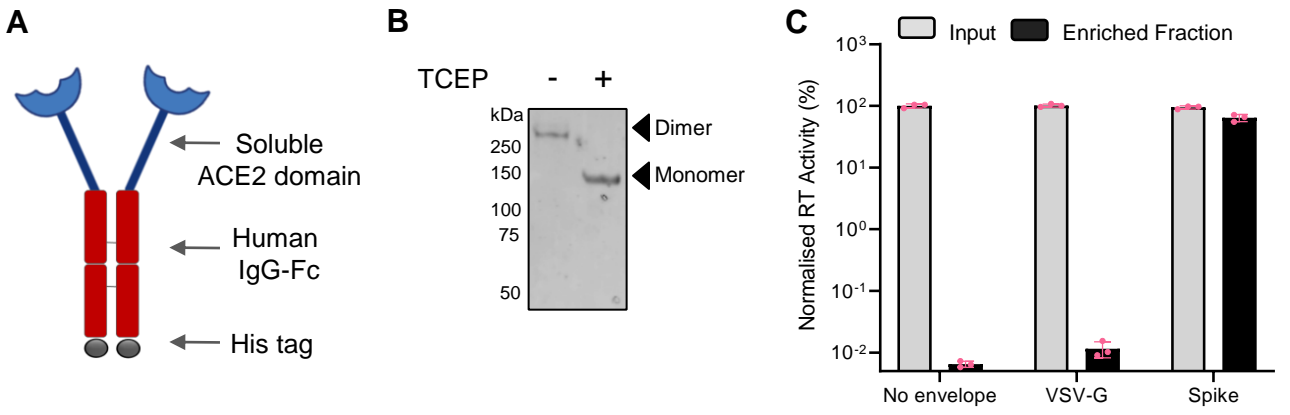 A
Soluble
ACE2 domain
Human
IgG-Fc
His tag
B
TCEP - +
kDa
250
150
100
75
50
Dimer
Monomer
C
Input Enriched Fraction
Normalised RT Activity (%)
10³
10²
10¹
10⁰
10⁻¹
10⁻²
No envelope VSV-G Spike